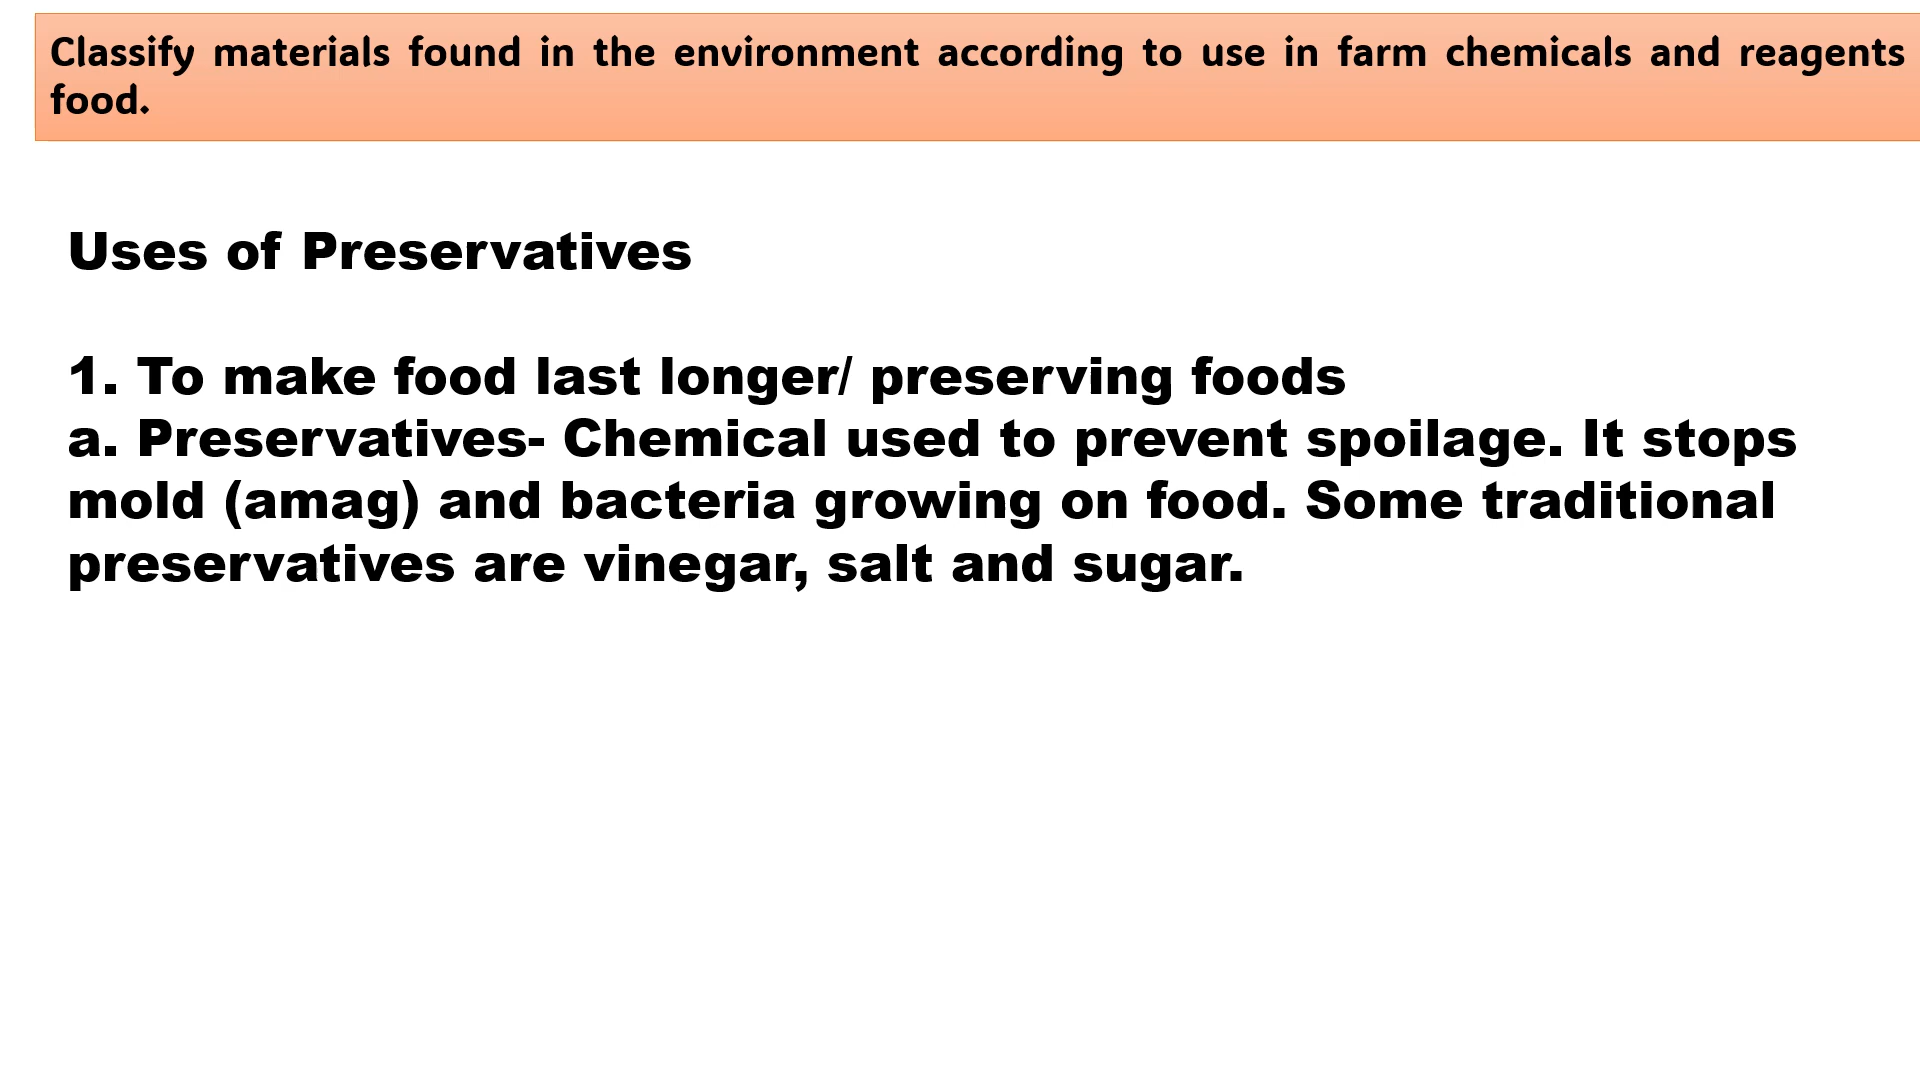 Classify materials found in the environment according to use in farm chemicals and reagents
food.
Uses of Preservatives
1. To make food last longer/ preserving foods
a. Preservatives- Chemical used to prevent spoilage. It stops
mold (amag) and bacteria growing on food. Some traditional
preservatives are vinegar, salt and sugar.